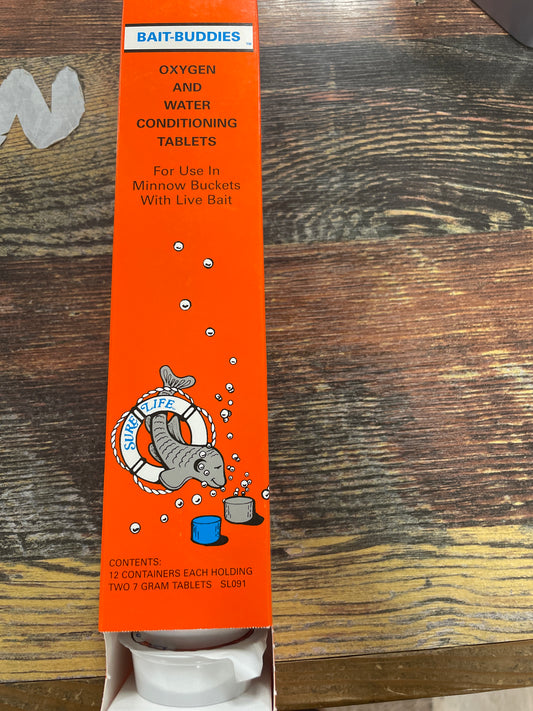 BAIT-BUDDIES™
OXYGEN
AND
WATER
CONDITIONING
TABLETS
For Use In
Minnow Buckets
With Live Bait
SURE LIFE
CONTENTS:
12 CONTAINERS EACH HOLDING
TWO 7 GRAM TABLETS SL091